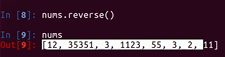 In [8]: nums.reverse()
In [9]: nums
Out[9]: [12, 35351, 3, 1123, 55, 3, 2, 11]